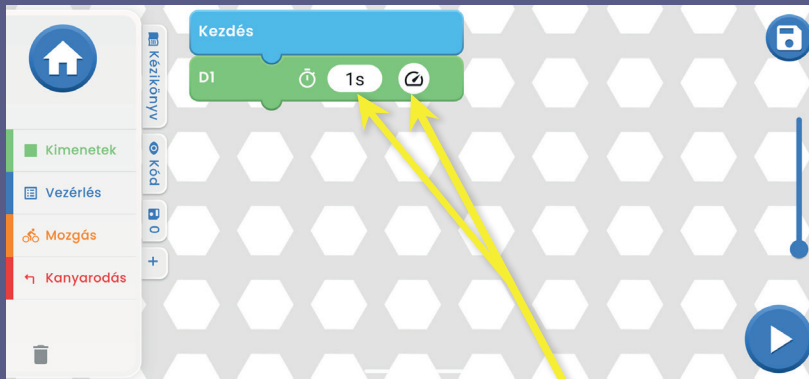 Kezdés
D1 1s
Kézikönyv
Kód
0
+
Kimenetek
Vezérlés
Mozgás
Kanyarodás